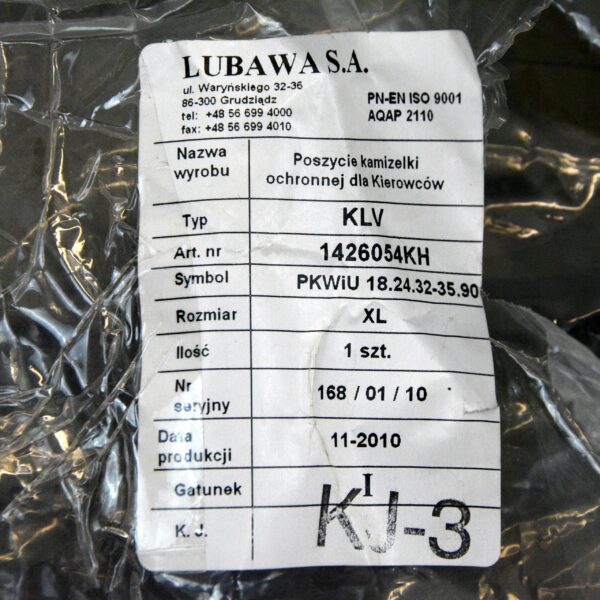 LUBAWA S.A.
ul. Waryńskiego 32-36
86-300 Grudziądz
tel: +48 56 699 4000
fax: +48 56 699 4010
PN-EN ISO 9001
AQAP 2110
Nazwa wyrobu
Poszycie kamizelki
ochronnej dla Kierowców
Typ KLV
Art. nr 1426054KH
Symbol PKWiU 18.24.32-35.90
Rozmiar XL
Ilość 1 szt.
Nr seryjny 168 / 01 / 10
Data produkcji 11-2010
Gatunek I
K. J. KJ-3